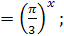 = (π/3)^x ;